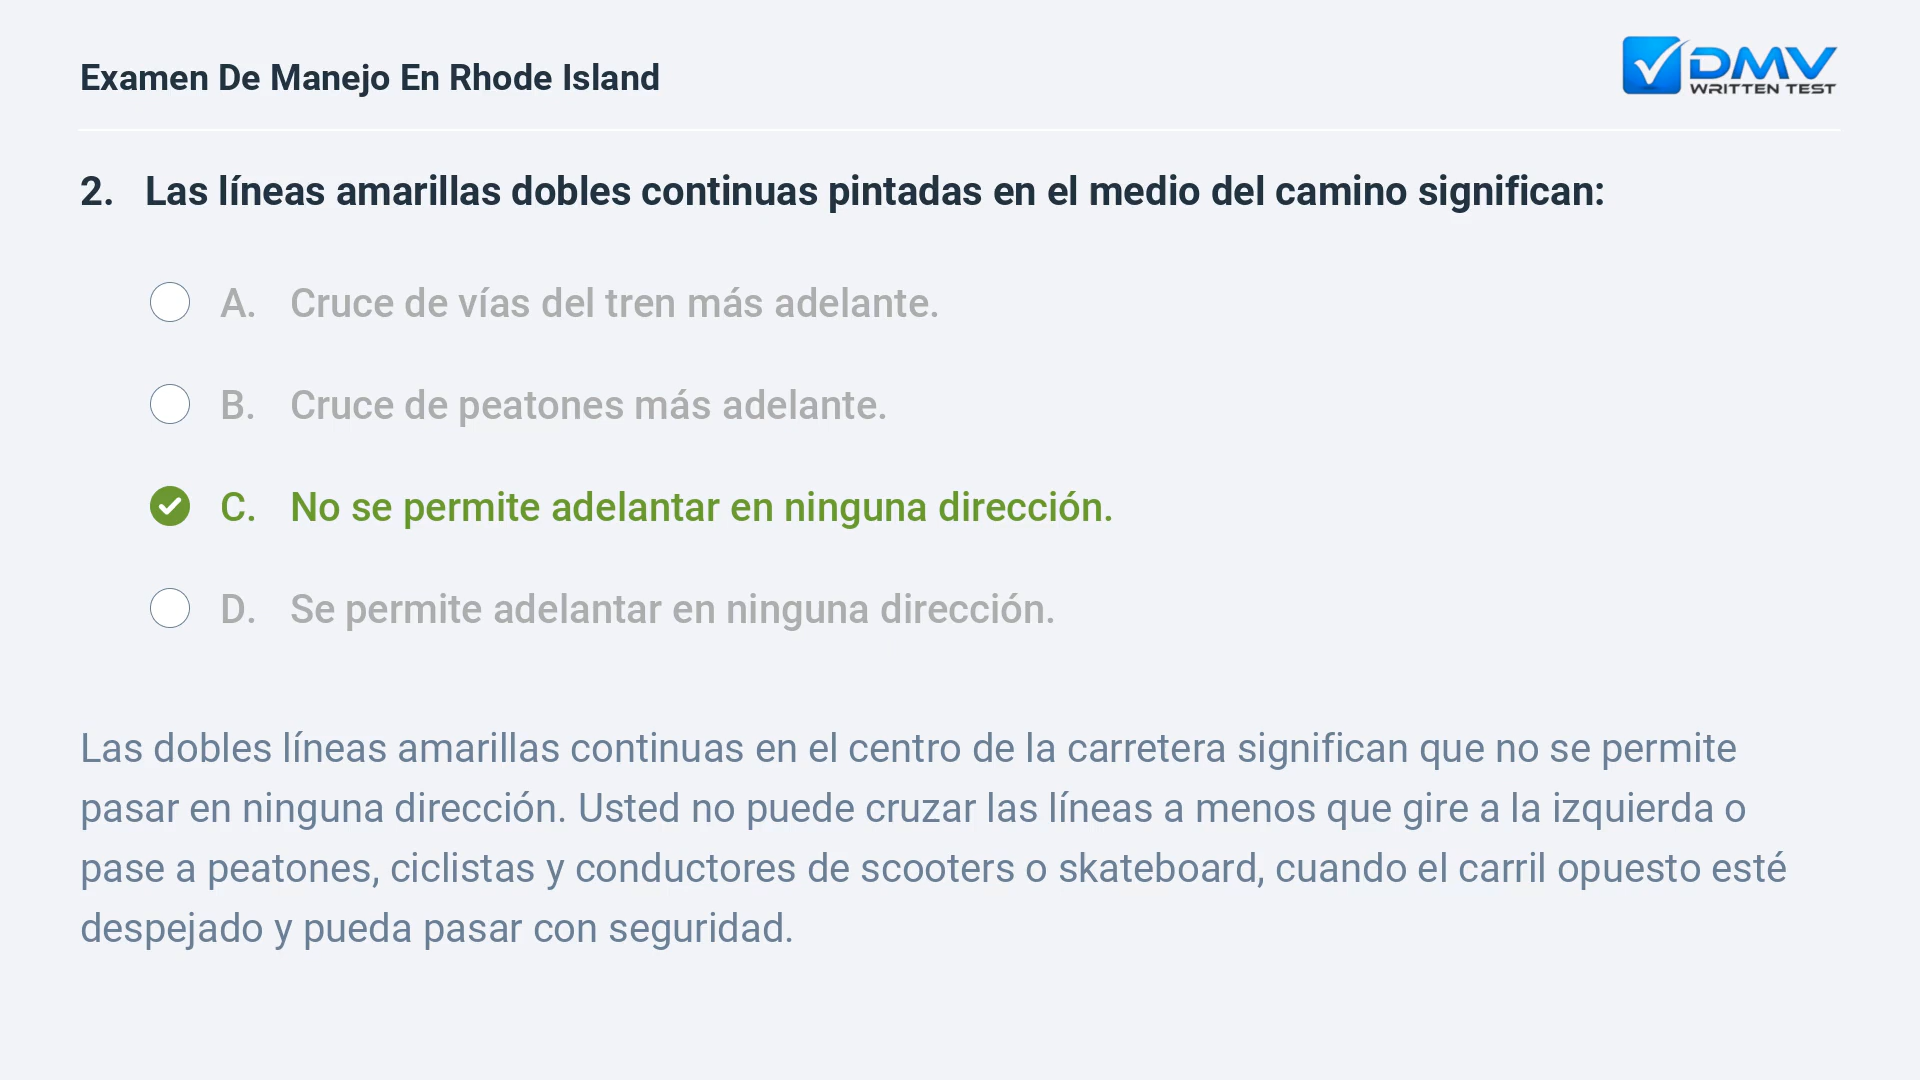 Examen De Manejo En Rhode Island
DMV
WRITTEN TEST
2. Las líneas amarillas dobles continuas pintadas en el medio del camino significan:
A. Cruce de vías del tren más adelante.
B. Cruce de peatones más adelante.
C. No se permite adelantar en ninguna dirección.
D. Se permite adelantar en ninguna dirección.
Las dobles líneas amarillas continuas en el centro de la carretera significan que no se permite
pasar en ninguna dirección. Usted no puede cruzar las líneas a menos que gire a la izquierda o
pase a peatones, ciclistas y conductores de scooters o skateboard, cuando el carril opuesto esté
despejado y pueda pasar con seguridad.